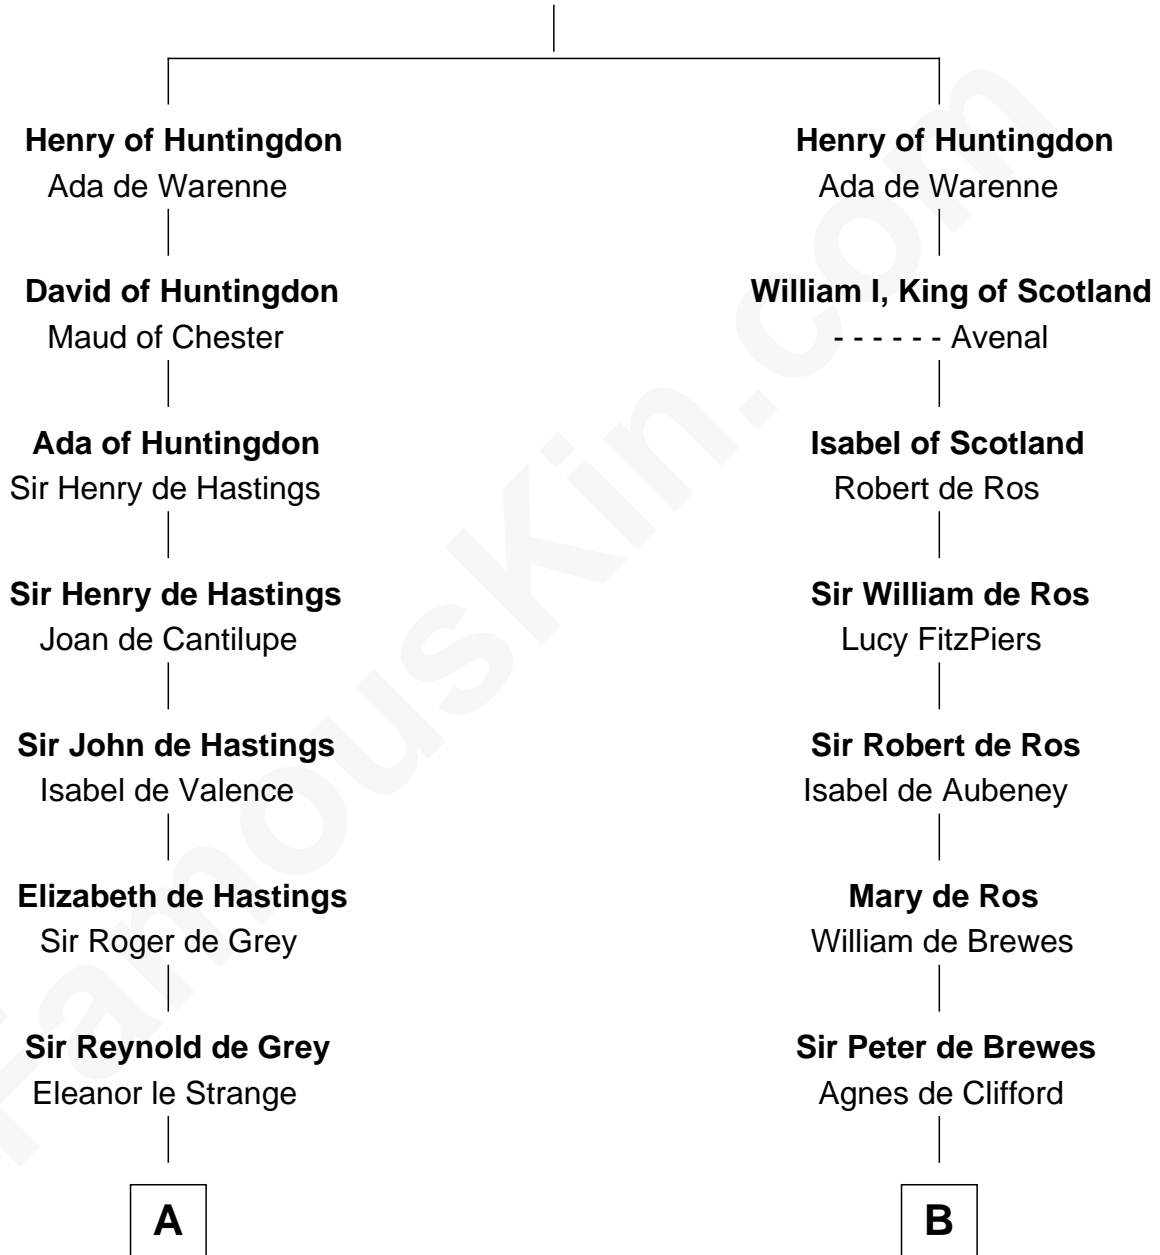 Henry of Huntingdon
Ada de Warenne
David of Huntingdon
Maud of Chester
Ada of Huntingdon
Sir Henry de Hastings
Sir Henry de Hastings
Joan de Cantilupe
Sir John de Hastings
Isabel de Valence
Elizabeth de Hastings
Sir Roger de Grey
Sir Reynold de Grey
Eleanor le Strange
A
Henry of Huntingdon
Ada de Warenne
William I, King of Scotland
- - - - - - Avenal
Isabel of Scotland
Robert de Ros
Sir William de Ros
Lucy FitzPiers
Sir Robert de Ros
Isabel de Aubeney
Mary de Ros
William de Brewes
Sir Peter de Brewes
Agnes de Clifford
B
FamousKin.com